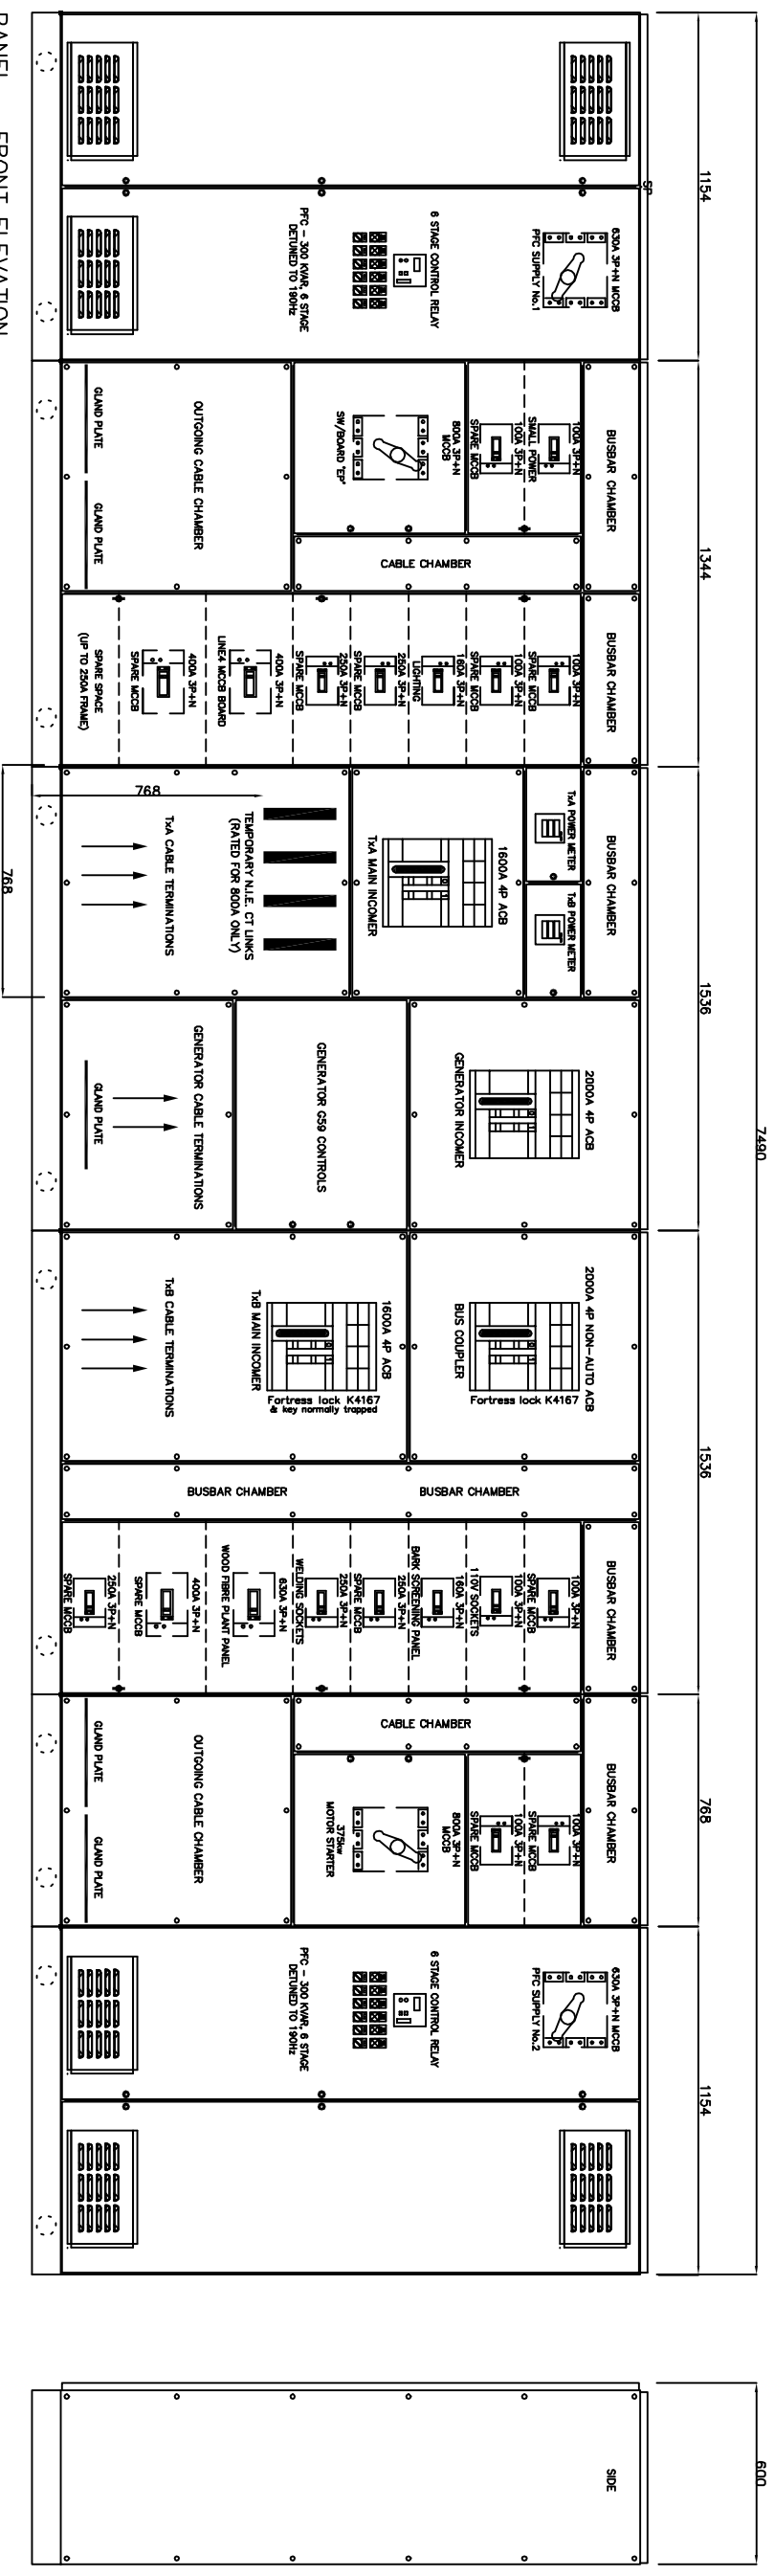 7490
1154
1344
1536
1536
768
1154
600
768
768
SP
630A 3P+N MCCB
PFC SUPPLY No.1
6 STAGE CONTROL RELAY
PFC – 300 KVAR, 6 STAGE
DETUNED TO 190Hz
BUSBAR CHAMBER
100A 3P+N
SMALL POWER
100A 3P+N
SPARE MCCB
800A 3P+N
MCCB
SW/BOARD "EP"
CABLE CHAMBER
OUTGOING CABLE CHAMBER
GLAND PLATE
GLAND PLATE
BUSBAR CHAMBER
100A 3P+N
SPARE MCCB
100A 3P+N
SPARE MCCB
160A 3P+N
LIGHTING
250A 3P+N
SPARE MCCB
250A 3P+N
SPARE MCCB
400A 3P+N
LINE4 MCCB BOARD
400A 3P+N
SPARE MCCB
SPARE SPACE
(UP TO 250A FRAME)
BUSBAR CHAMBER
TxA POWER METER
TxB POWER METER
1600A 4P ACB
TxA MAIN INCOMER
TEMPORARY N.I.E. CT LINKS
(RATED FOR 800A ONLY)
TxA CABLE TERMINATIONS
2000A 4P ACB
GENERATOR INCOMER
GENERATOR G59 CONTROLS
GENERATOR CABLE TERMINATIONS
GLAND PLATE
2000A 4P NON-AUTO ACB
BUS COUPLER
Fortress lock K4167
1600A 4P ACB
TxB MAIN INCOMER
Fortress lock K4167
& key normally trapped
TxB CABLE TERMINATIONS
BUSBAR CHAMBER
BUSBAR CHAMBER
BUSBAR CHAMBER
100A 3P+N
SPARE MCCB
100A 3P+N
110V SOCKETS
160A 3P+N
BARK SCREENING PANEL
250A 3P+N
SPARE MCCB
250A 3P+N
WELDING SOCKETS
630A 3P+N
WOOD FIBRE PLANT PANEL
400A 3P+N
SPARE MCCB
250A 3P+N
SPARE MCCB
BUSBAR CHAMBER
100A 3P+N
SPARE MCCB
100A 3P+N
SPARE MCCB
CABLE CHAMBER
800A 3P+N
MCCB
375kw
MOTOR STARTER
OUTGOING CABLE CHAMBER
GLAND PLATE
GLAND PLATE
630A 3P+N MCCB
PFC SUPPLY No.2
6 STAGE CONTROL RELAY
PFC – 300 KVAR, 6 STAGE
DETUNED TO 190Hz
SIDE
PANEL FRONT ELEVATION